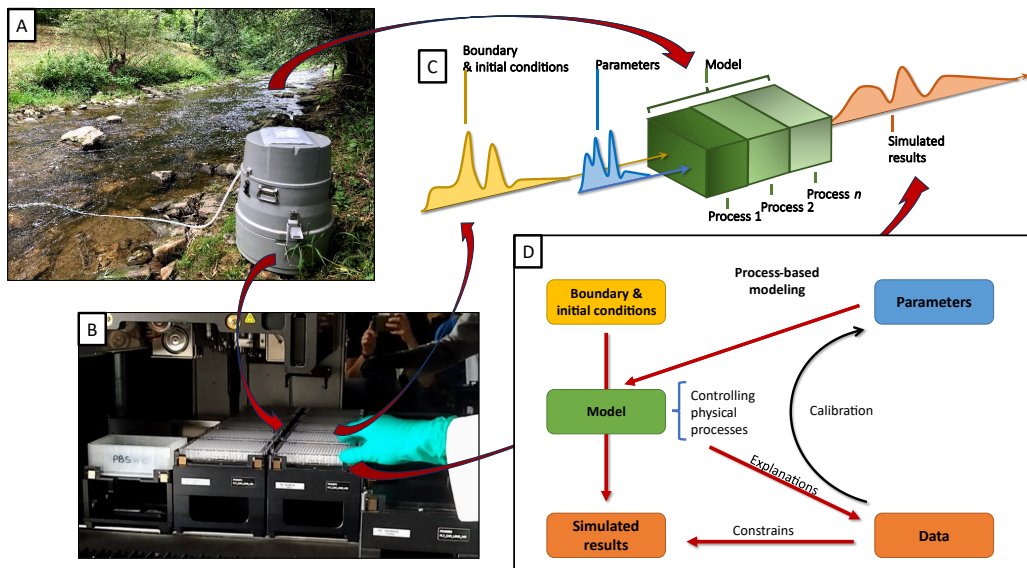 A
C
Boundary
& initial conditions
Parameters
Model
Simulated
results
Process 1
Process 2
Process n
B
PBS
D
Process-based
modeling
Boundary &
initial conditions
Parameters
Model
Controlling
physical
processes
Calibration
Explanations
Simulated
results
Constrains
Data